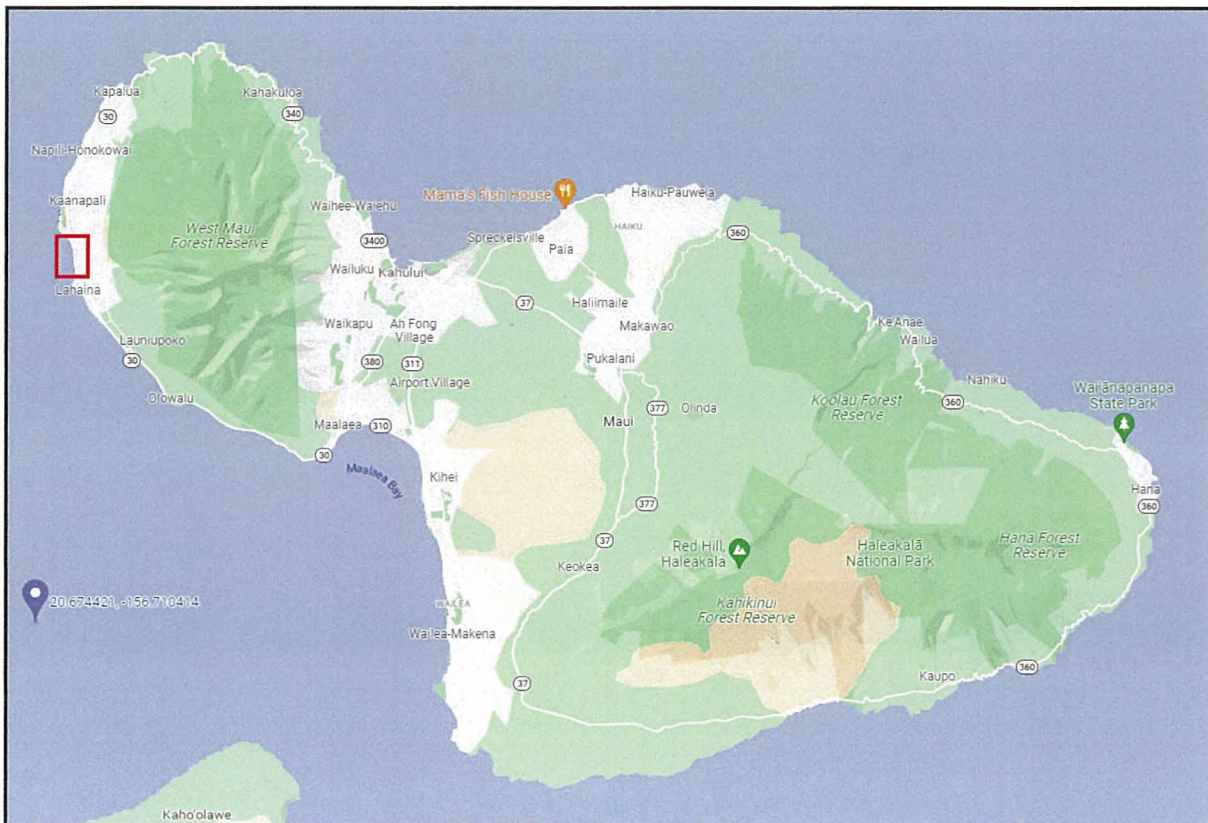 Kapalua
30
Kahakuloa
340
Napili-Honokowai
Kaanapali
West Maui
Forest Reserve
Waihee-Waiehu
3400
Wailuku
Kahului
Lahaina
Waikapu
Ah Fong
Village
Launiupoko
30
380
311
Airport Village
Olowalu
Maalaea
310
30
Maalaea Bay
Mama's Fish House
Haiku-Pauwela
HAIKU
Spreckelsville
Paia
360
37
Haliimaile
Makawao
Pukalani
377
Olinda
Maui
Ke'Anae
Wailua
Nahiku
360
Koolau Forest
Reserve
Wai'ānapanapa
State Park
Kihei
377
Hana
360
37
Keokea
Red Hill,
Haleakala
Haleakalā
National Park
Hana Forest
Reserve
20.674421, -156.710414
WAILEA
Wailea-Makena
Kahikinui
Forest Reserve
37
Kaupo
360
Kaho'olawe